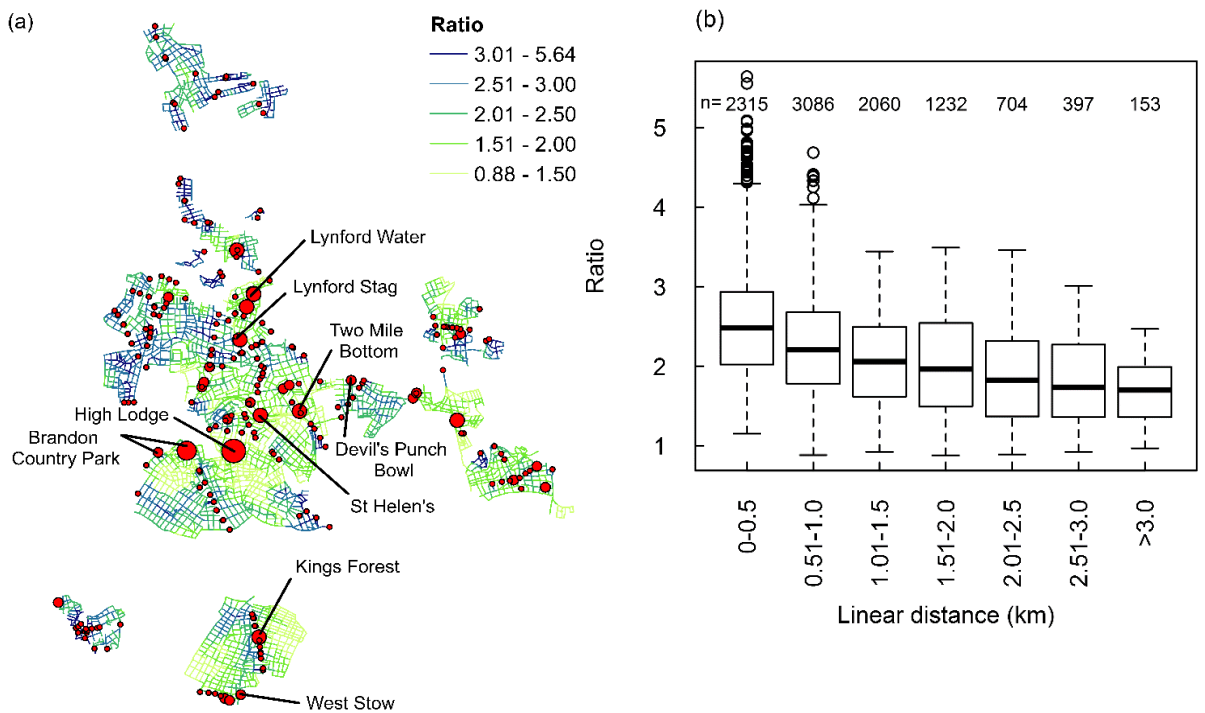 (a)
Ratio
3.01 - 5.64
2.51 - 3.00
2.01 - 2.50
1.51 - 2.00
0.88 - 1.50
Lynford Water
Lynford Stag
Two Mile
Bottom
High Lodge
Brandon
Country Park
Devil's Punch
Bowl
St Helen's
Kings Forest
West Stow
(b)
n= 2315 3086 2060 1232 704 397 153
5
4
3
2
1
Ratio
0-0.5
0.51-1.0
1.01-1.5
1.51-2.0
2.01-2.5
2.51-3.0
>3.0
Linear distance (km)